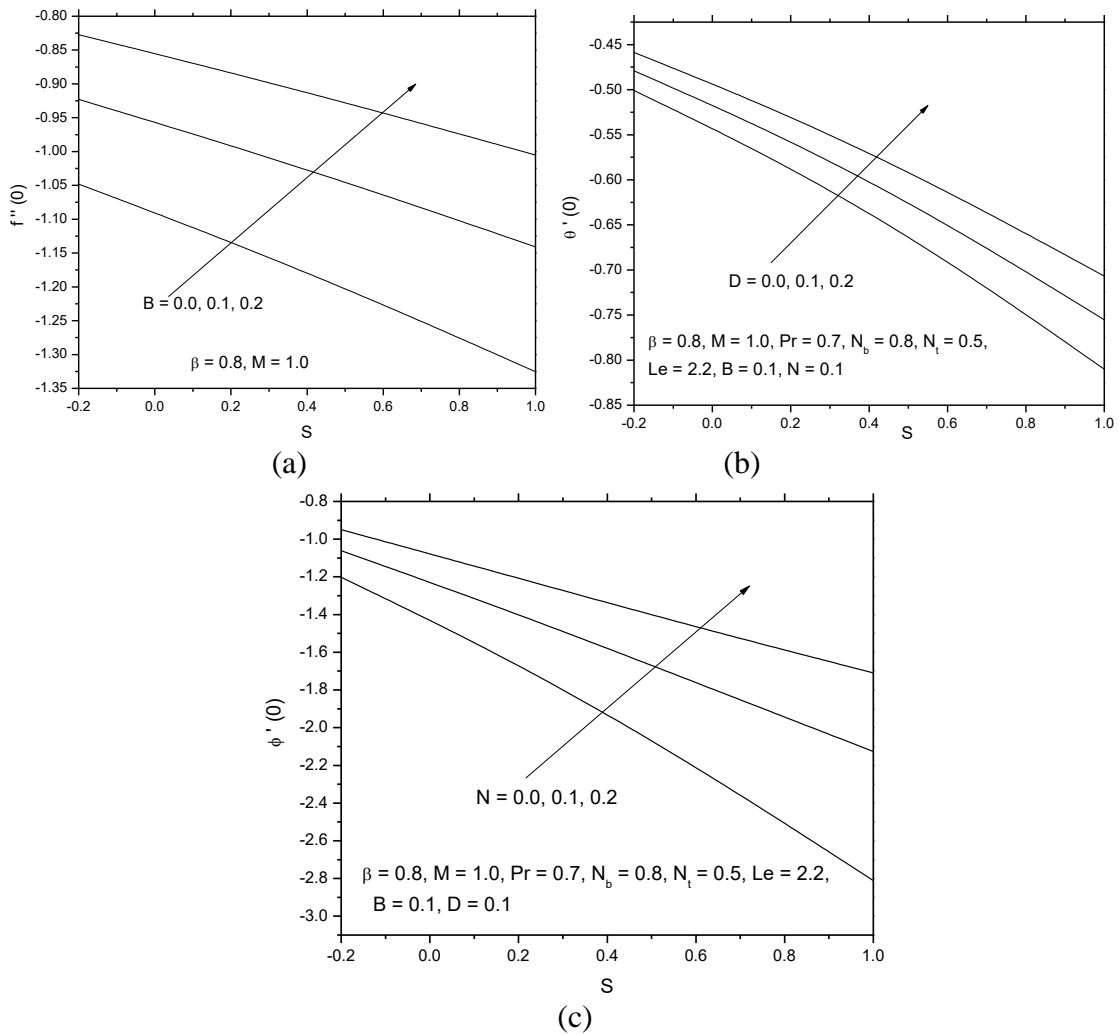 -0.80
-0.85
-0.90
-0.95
-1.00
-1.05
-1.10
-1.15
-1.20
-1.25
-1.30
-1.35
f''(0)
B = 0.0, 0.1, 0.2
β = 0.8, M = 1.0
-0.2 0.0 0.2 0.4 0.6 0.8 1.0
S
(a)
-0.45
-0.50
-0.55
-0.60
-0.65
-0.70
-0.75
-0.80
-0.85
θ'(0)
D = 0.0, 0.1, 0.2
β = 0.8, M = 1.0, Pr = 0.7, N_b = 0.8, N_t = 0.5,
Le = 2.2, B = 0.1, N = 0.1
-0.2 0.0 0.2 0.4 0.6 0.8 1.0
S
(b)
-0.8
-1.0
-1.2
-1.4
-1.6
-1.8
-2.0
-2.2
-2.4
-2.6
-2.8
-3.0
ϕ'(0)
N = 0.0, 0.1, 0.2
β = 0.8, M = 1.0, Pr = 0.7, N_b = 0.8, N_t = 0.5, Le = 2.2,
B = 0.1, D = 0.1
-0.2 0.0 0.2 0.4 0.6 0.8 1.0
S
(c)